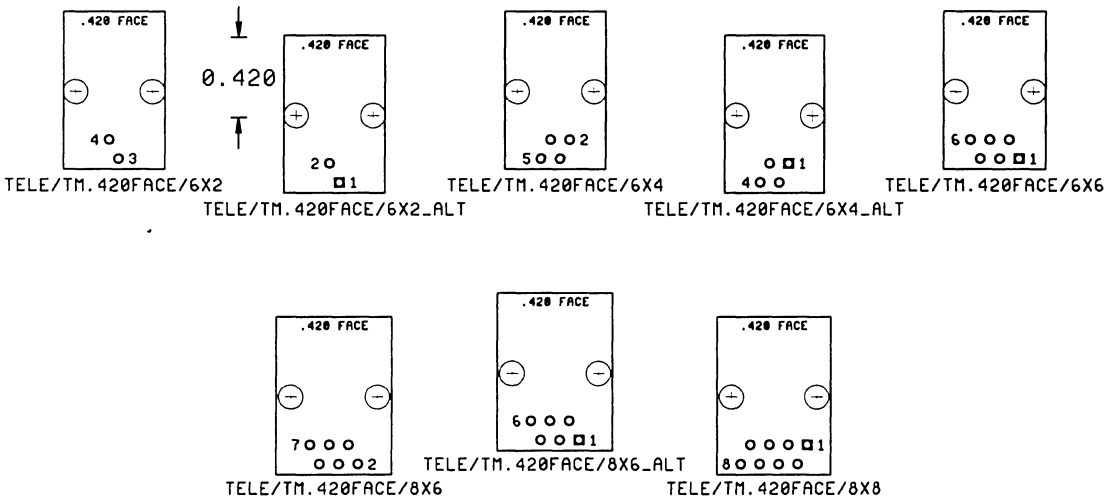 .420 FACE
4
3
TELE/TM.420FACE/6X2
0.420
.420 FACE
2
1
TELE/TM.420FACE/6X2_ALT
.420 FACE
2
5
TELE/TM.420FACE/6X4
.420 FACE
1
4
TELE/TM.420FACE/6X4_ALT
.420 FACE
6
1
TELE/TM.420FACE/6X6
.420 FACE
7
2
TELE/TM.420FACE/8X6
.420 FACE
6
1
TELE/TM.420FACE/8X6_ALT
.420 FACE
1
8
TELE/TM.420FACE/8X8